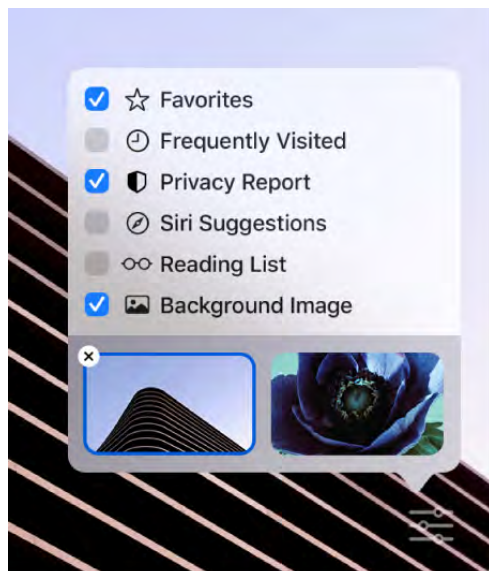 Favorites
Frequently Visited
Privacy Report
Siri Suggestions
Reading List
Background Image